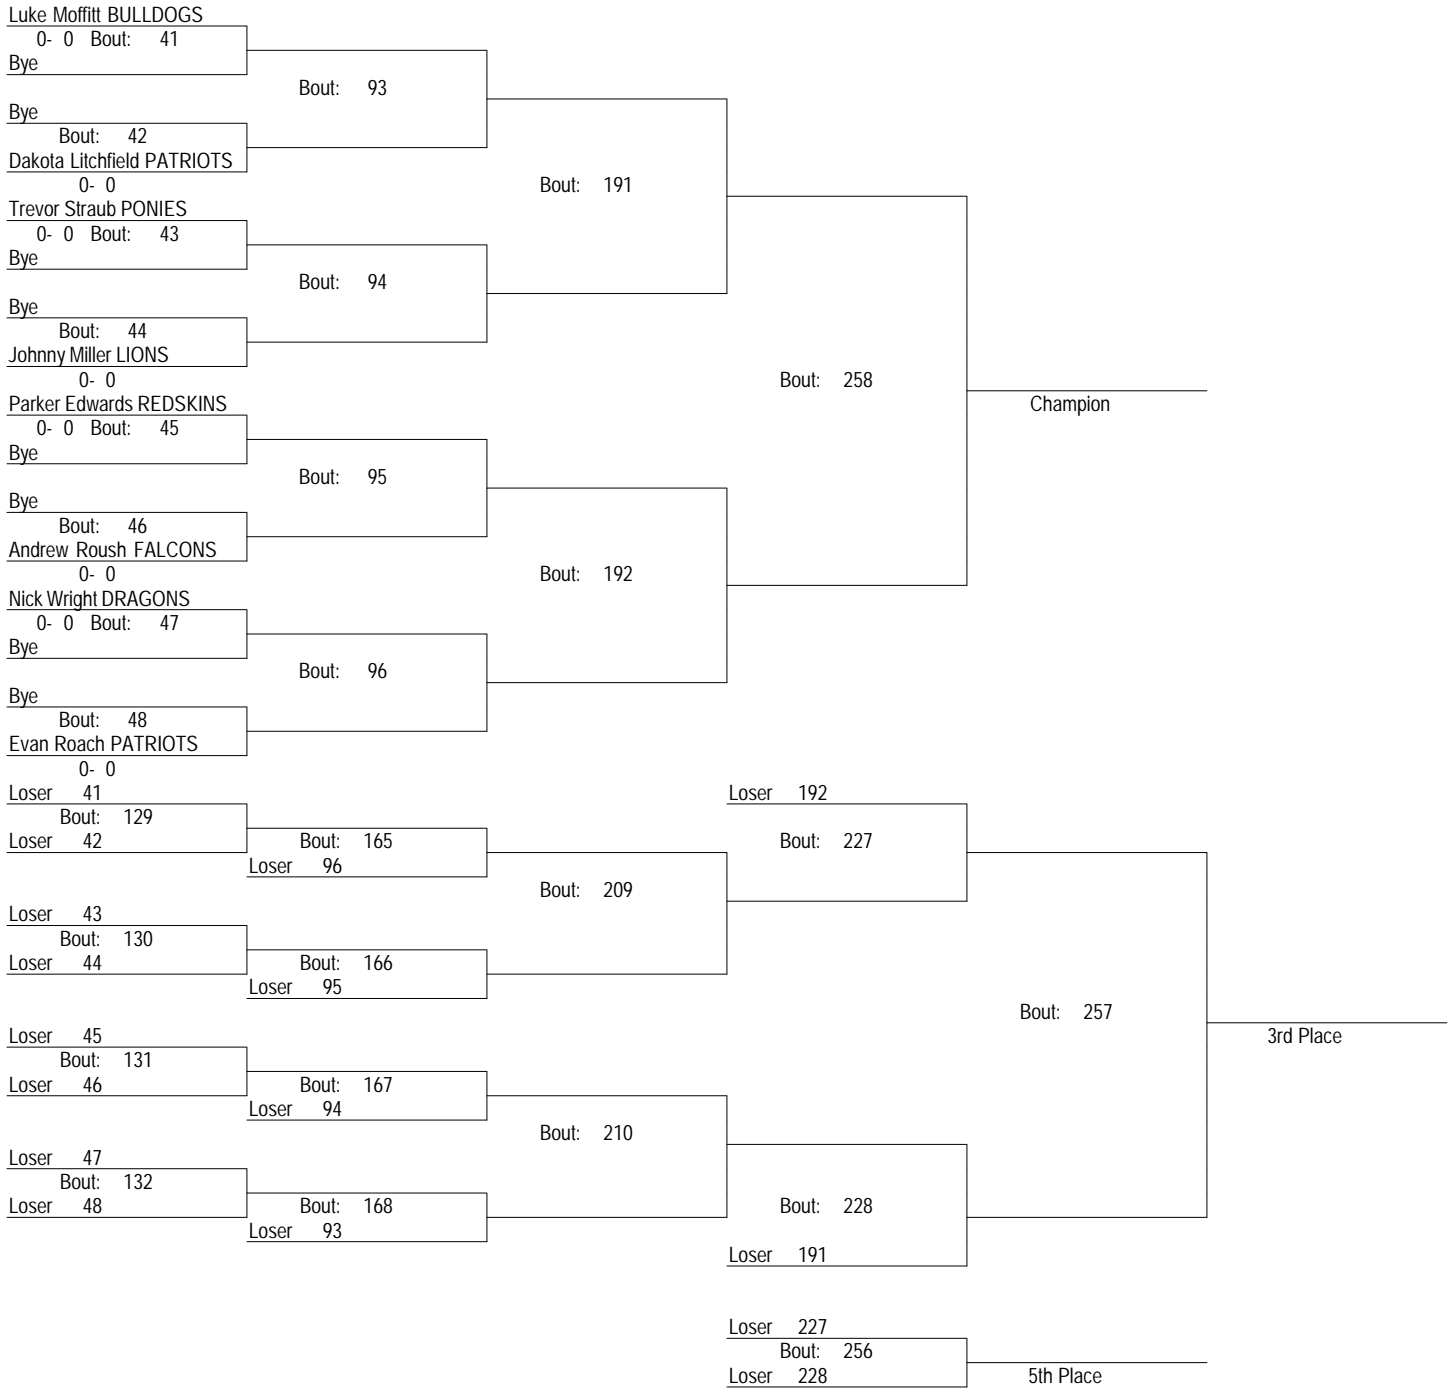 Luke Moffitt BULLDOGS
0- 0 Bout: 41
Bye
Bout: 93
Bye
Bout: 42
Dakota Litchfield PATRIOTS
0- 0
Bout: 191
Trevor Straub PONIES
0- 0 Bout: 43
Bye
Bout: 94
Bye
Bout: 44
Johnny Miller LIONS
0- 0
Bout: 258
Parker Edwards REDSKINS
Champion
0- 0 Bout: 45
Bye
Bout: 95
Bye
Bout: 46
Andrew Roush FALCONS
0- 0
Bout: 192
Nick Wright DRAGONS
0- 0 Bout: 47
Bye
Bout: 96
Bye
Bout: 48
Evan Roach PATRIOTS
0- 0
Loser 41
Loser 192
Bout: 129
Loser 42
Bout: 165
Bout: 227
Loser 96
Bout: 209
Loser 43
Bout: 130
Loser 44
Bout: 166
Loser 95
Bout: 257
Loser 45
3rd Place
Bout: 131
Loser 46
Bout: 167
Loser 94
Bout: 210
Loser 47
Bout: 132
Loser 48
Bout: 168
Bout: 228
Loser 93
Loser 191
Loser 227
Bout: 256
Loser 228
5th Place